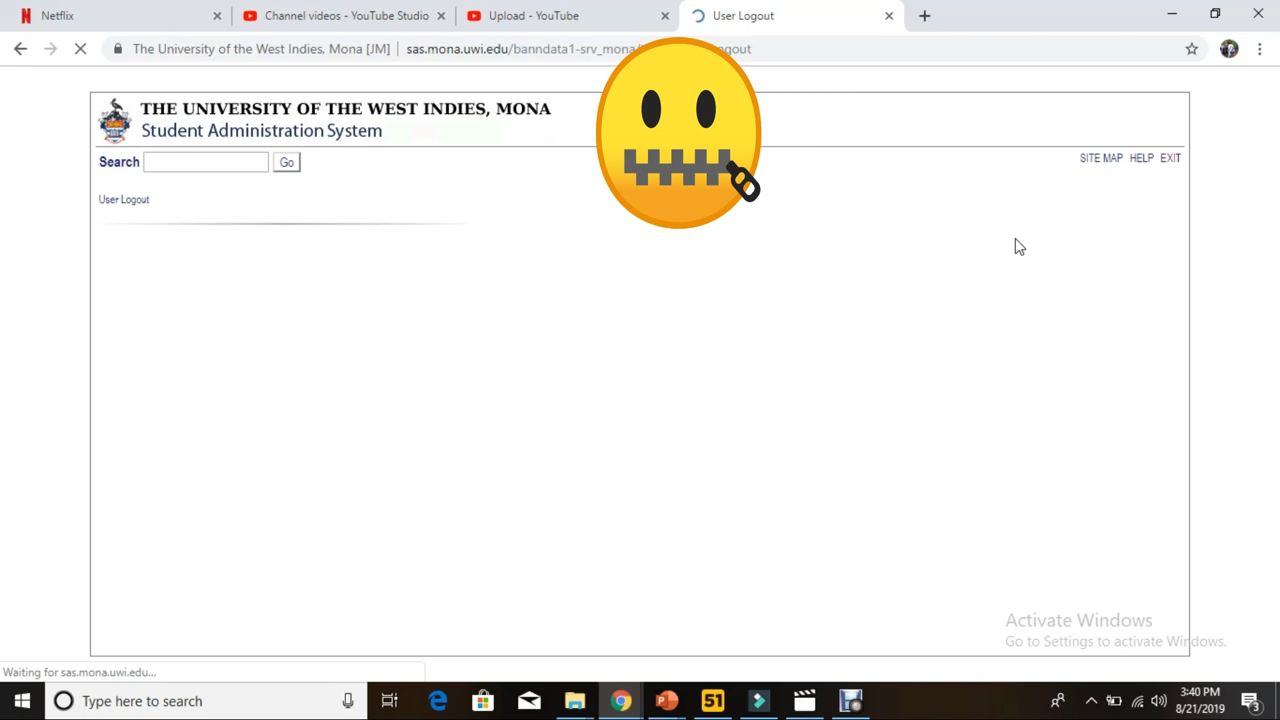 Netflix
Channel videos - YouTube Studio
Upload - YouTube
User Logout
The University of the West Indies, Mona [JM]
sas.mona.uwi.edu/banndata1-srv_mona/
THE UNIVERSITY OF THE WEST INDIES, MONA
Student Administration System
Search
Go
SITE MAP HELP EXIT
User Logout
Activate Windows
Go to Settings to activate Windows.
Waiting for sas.mona.uwi.edu...
Type here to search
51
3:40 PM
8/21/2019
3